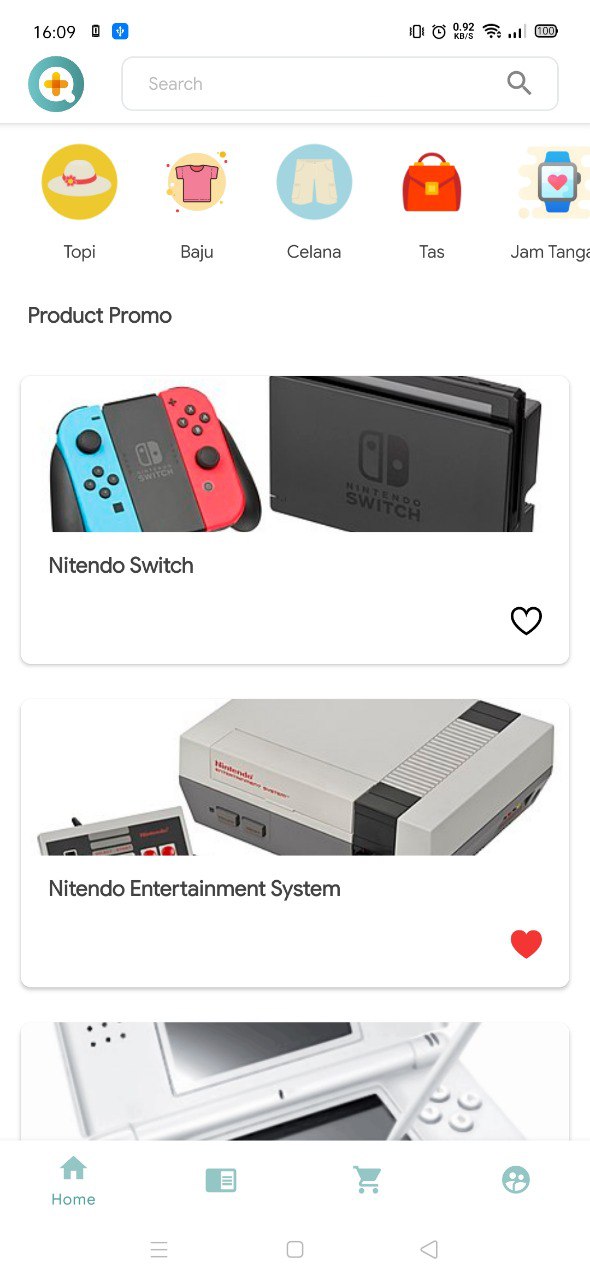 16:09
0.92
KB/S
100
Search
Topi
Baju
Celana
Tas
Jam Tanga
Product Promo
NINTENDO
SWITCH
NINTENDO
SWITCH
Nitendo Switch
Nintendo
ENTERTAINMENT SYSTEM
Nintendo
Nitendo Entertainment System
Home